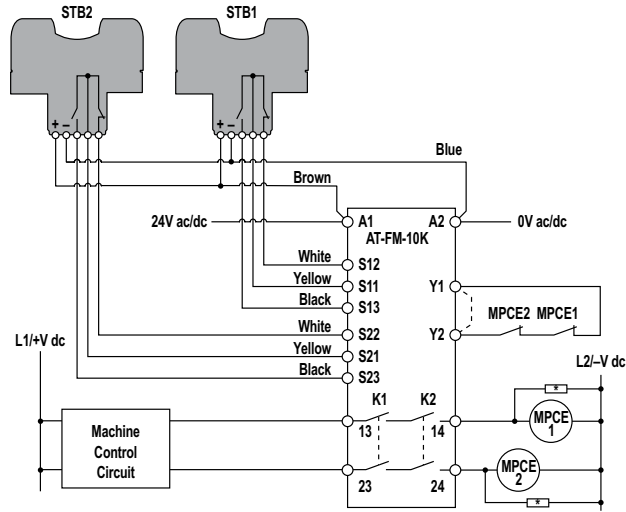 STB2 STB1
+ – + –
Blue
Brown
24V ac/dc A1 A2 0V ac/dc
AT-FM-10K
White S12
Yellow S11 Y1
Black S13
MPCE2 MPCE1
White S22 Y2
L1/+V dc
Yellow S21
L2/–V dc
Black S23
*
K1 K2
13 14
MPCE
1
Machine
Control
Circuit
MPCE
2
23 24
*